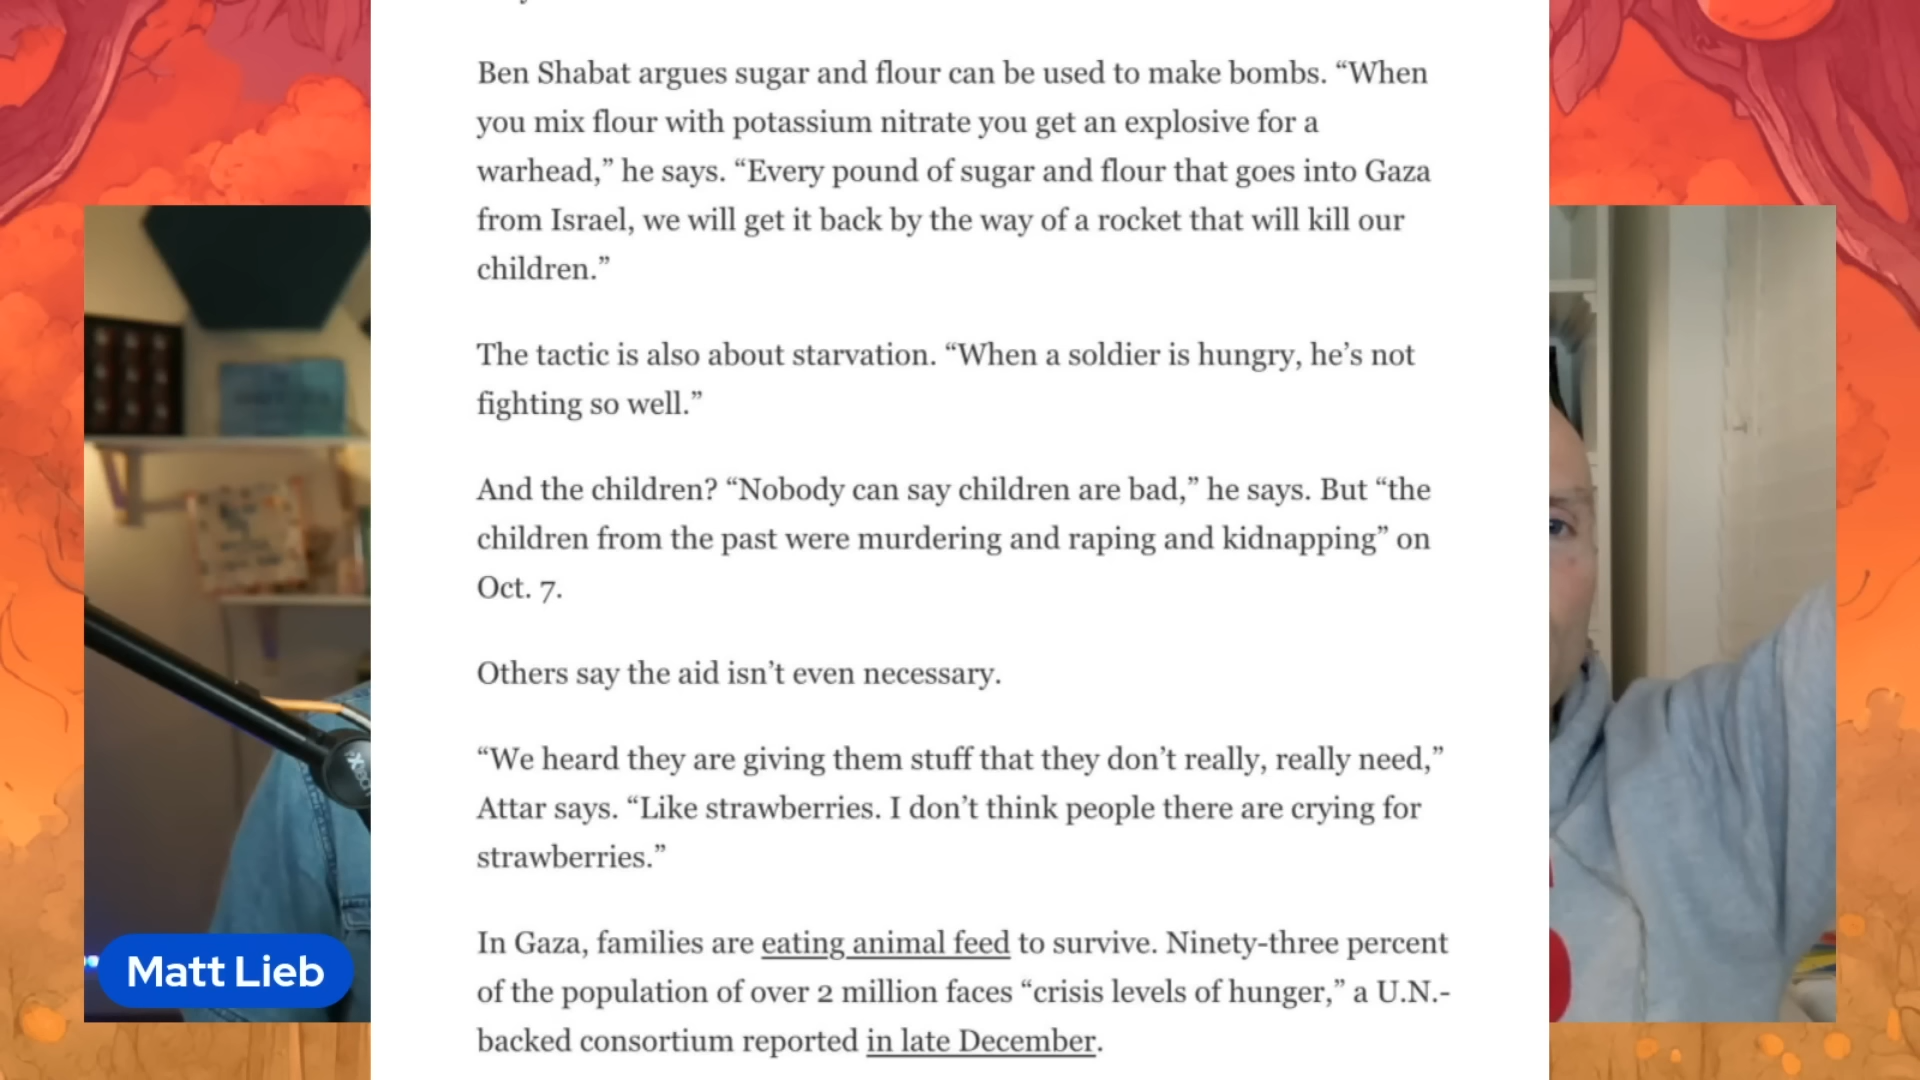 Ben Shabat argues sugar and flour can be used to make bombs. “When
you mix flour with potassium nitrate you get an explosive for a
warhead,” he says. “Every pound of sugar and flour that goes into Gaza
from Israel, we will get it back by the way of a rocket that will kill our
children.”
The tactic is also about starvation. “When a soldier is hungry, he’s not
fighting so well.”
And the children? “Nobody can say children are bad,” he says. But “the
children from the past were murdering and raping and kidnapping” on
Oct. 7.
Others say the aid isn’t even necessary.
“We heard they are giving them stuff that they don’t really, really need,”
Attar says. “Like strawberries. I don’t think people there are crying for
strawberries.”
In Gaza, families are eating animal feed to survive. Ninety-three percent
of the population of over 2 million faces “crisis levels of hunger,” a U.N.-
backed consortium reported in late December.
Matt Lieb